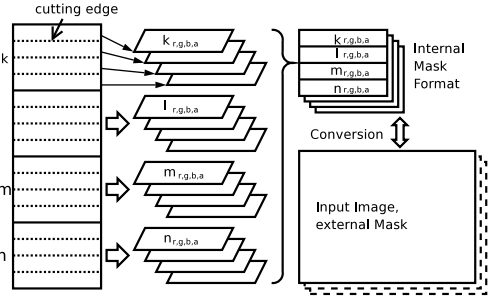 cutting edge
k
m
n
k r,g,b,a
l r,g,b,a
m r,g,b,a
n r,g,b,a
k r,g,b,a
l r,g,b,a
m r,g,b,a
n r,g,b,a
Internal
Mask
Format
Conversion
Input Image,
external Mask